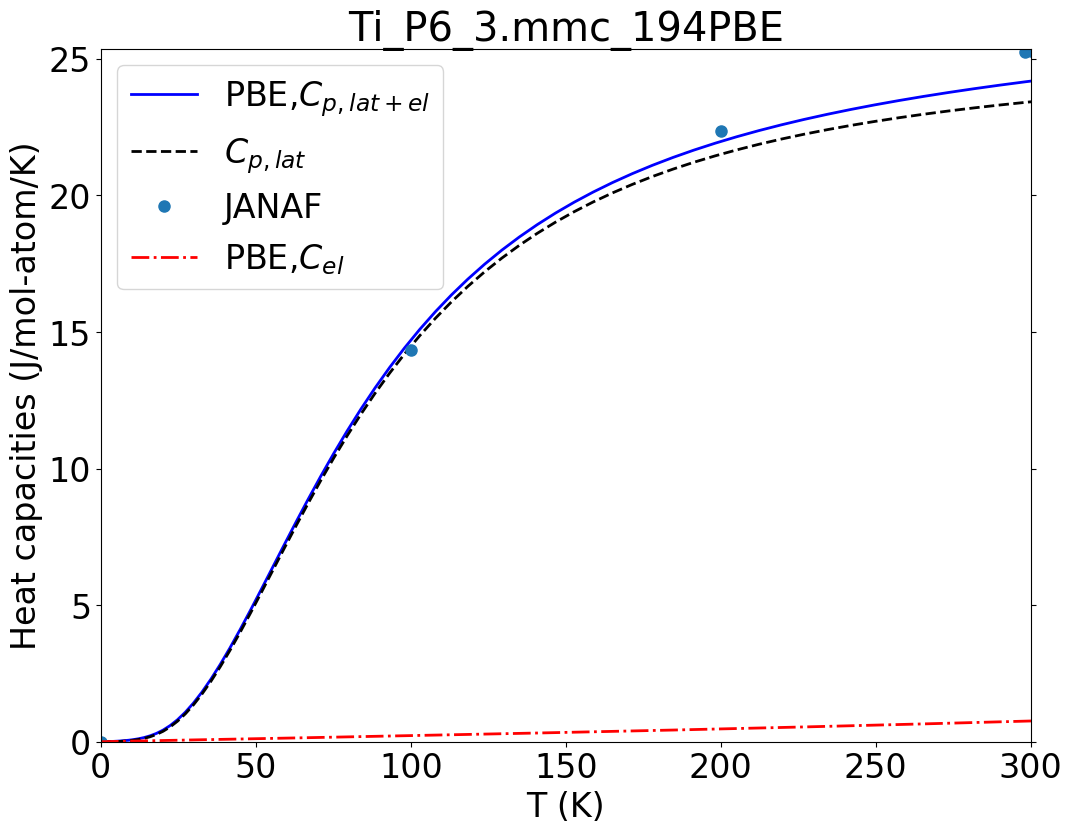 Ti_P6_3.mmc_194PBE
Heat capacities (J/mol-atom/K)
25
20
15
10
5
0
PBE,C_{p,lat+el}
C_{p,lat}
JANAF
PBE,C_{el}
0 50 100 150 200 250 300
T (K)